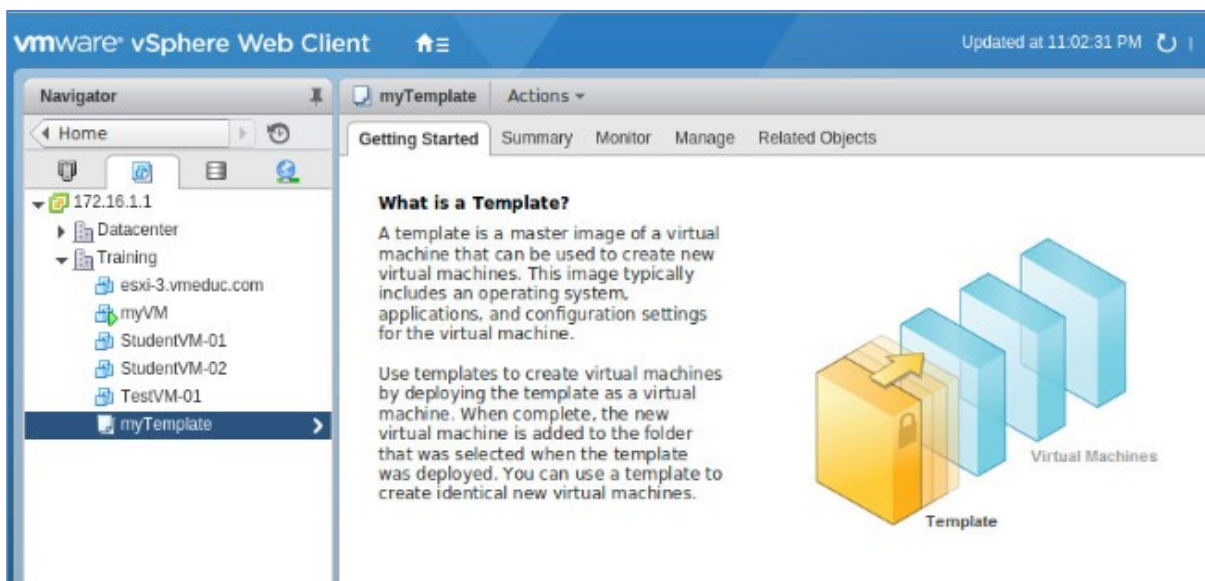 vmware® vSphere Web Client
Updated at 11:02:31 PM
Navigator
Home
172.16.1.1
Datacenter
Training
esxi-3.vmeduc.com
myVM
StudentVM-01
StudentVM-02
TestVM-01
myTemplate
myTemplate Actions
Getting Started Summary Monitor Manage Related Objects
What is a Template?
A template is a master image of a virtual
machine that can be used to create new
virtual machines. This image typically
includes an operating system,
applications, and configuration settings
for the virtual machine.
Use templates to create virtual machines
by deploying the template as a virtual
machine. When complete, the new
virtual machine is added to the folder
that was selected when the template
was deployed. You can use a template to
create identical new virtual machines.
Virtual Machines
Template